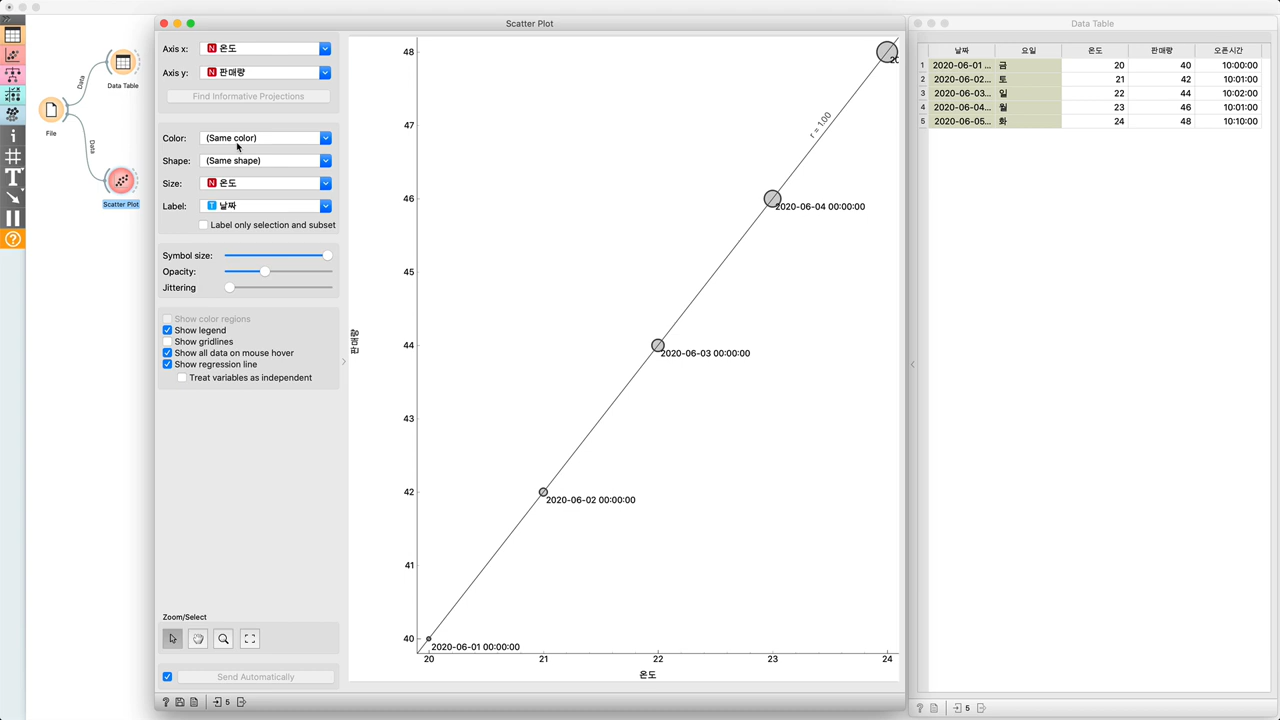 Scatter Plot
Data Table
Data
Data Table
File
Data
Scatter Plot
Axis x: N 온도
Axis y: N 판매량
Find Informative Projections
Color: (Same color)
Shape: (Same shape)
Size: N 온도
Label: T 날짜
Label only selection and subset
Symbol size:
Opacity:
Jittering
Show color regions
Show legend
Show gridlines
Show all data on mouse hover
Show regression line
Treat variables as independent
Zoom/Select
Send Automatically
5
48
47
46
45
44
43
42
41
40
판매량
20 21 22 23 24
온도
r = 1.00
20
2020-06-04 00:00:00
2020-06-03 00:00:00
2020-06-02 00:00:00
2020-06-01 00:00:00
날짜 요일 온도 판매량 오픈시간
1 2020-06-01 ... 금 20 40 10:00:00
2 2020-06-02... 토 21 42 10:01:00
3 2020-06-03... 일 22 44 10:02:00
4 2020-06-04... 월 23 46 10:01:00
5 2020-06-05... 화 24 48 10:10:00
5